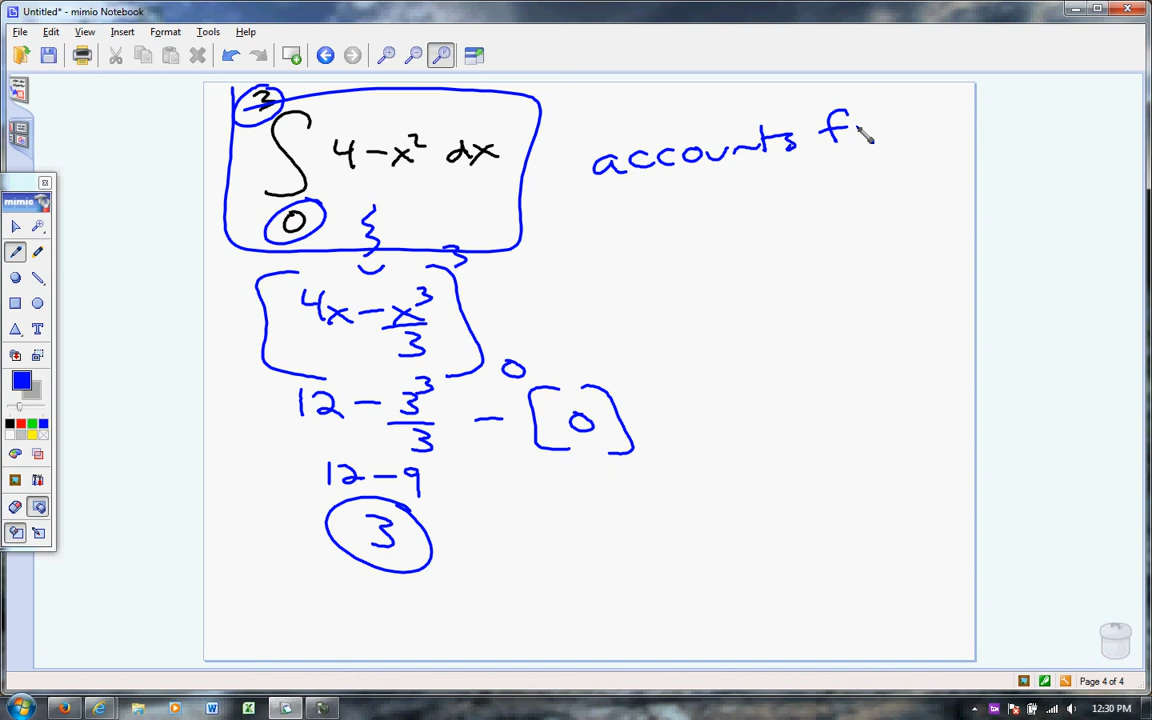 Untitled* - mimio Notebook
File Edit View Insert Format Tools Help
mimio
3
∫ 4 - x² dx
0
accounts f
[4x - x³/3]
3
0
12 - 3³/3 - [0]
12 - 9
3
Page 4 of 4
12:30 PM